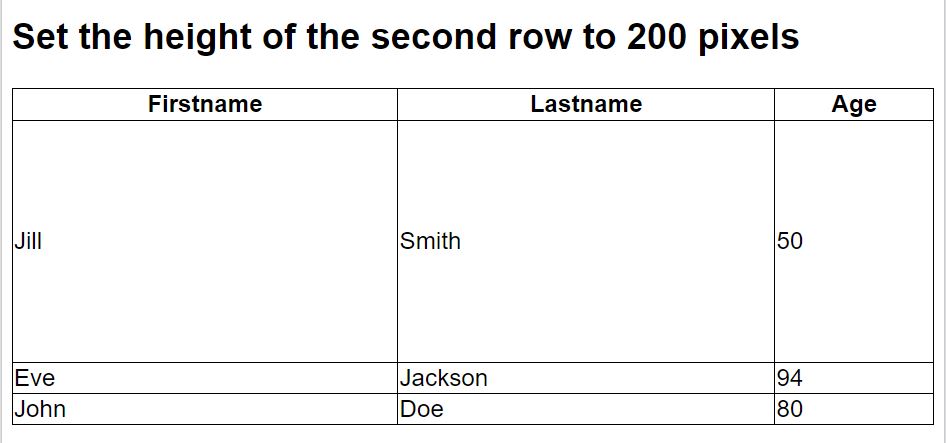 Set the height of the second row to 200 pixels
Firstname Lastname Age
Jill Smith 50
Eve Jackson 94
John Doe 80